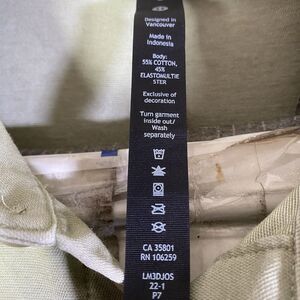 Designed in
Vancouver
Made in
Indonesia
Body:
55% COTTON,
45%
ELASTOMULTIE
STER
Exclusive of
decoration
Turn garment
inside out/
Wash
separately
CA 35801
RN 106259
LM3DJOS
22-1
P7